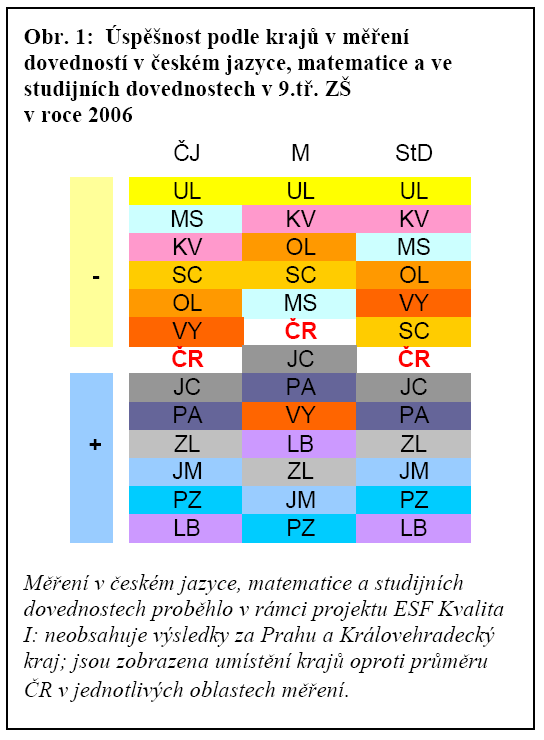 Obr. 1: Úspěšnost podle krajů v měření
dovedností v českém jazyce, matematice a ve
studijních dovednostech v 9.tř. ZŠ
v roce 2006
ČJ M StD
UL UL UL
MS KV KV
KV OL MS
- SC SC OL
OL MS VY
VY ČR SC
ČR JC ČR
JC PA JC
PA VY PA
+ ZL LB ZL
JM ZL JM
PZ JM PZ
LB PZ LB
Měření v českém jazyce, matematice a studijních
dovednostech proběhlo v rámci projektu ESF Kvalita
I: neobsahuje výsledky za Prahu a Královehradecký
kraj; jsou zobrazena umístění krajů oproti průměru
ČR v jednotlivých oblastech měření.